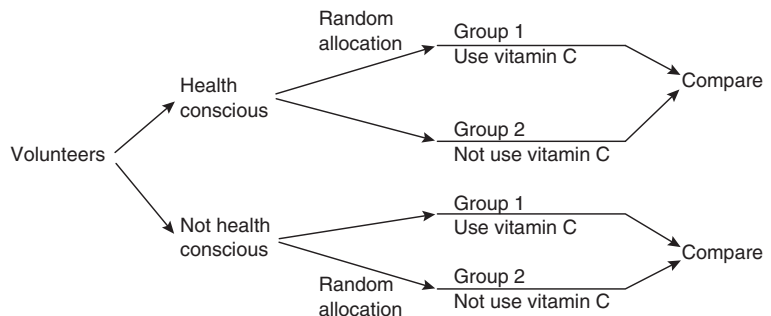 Volunteers
Health
conscious
Random
allocation
Group 1
Use vitamin C
Group 2
Not use vitamin C
Compare
Not health
conscious
Random
allocation
Group 1
Use vitamin C
Group 2
Not use vitamin C
Compare